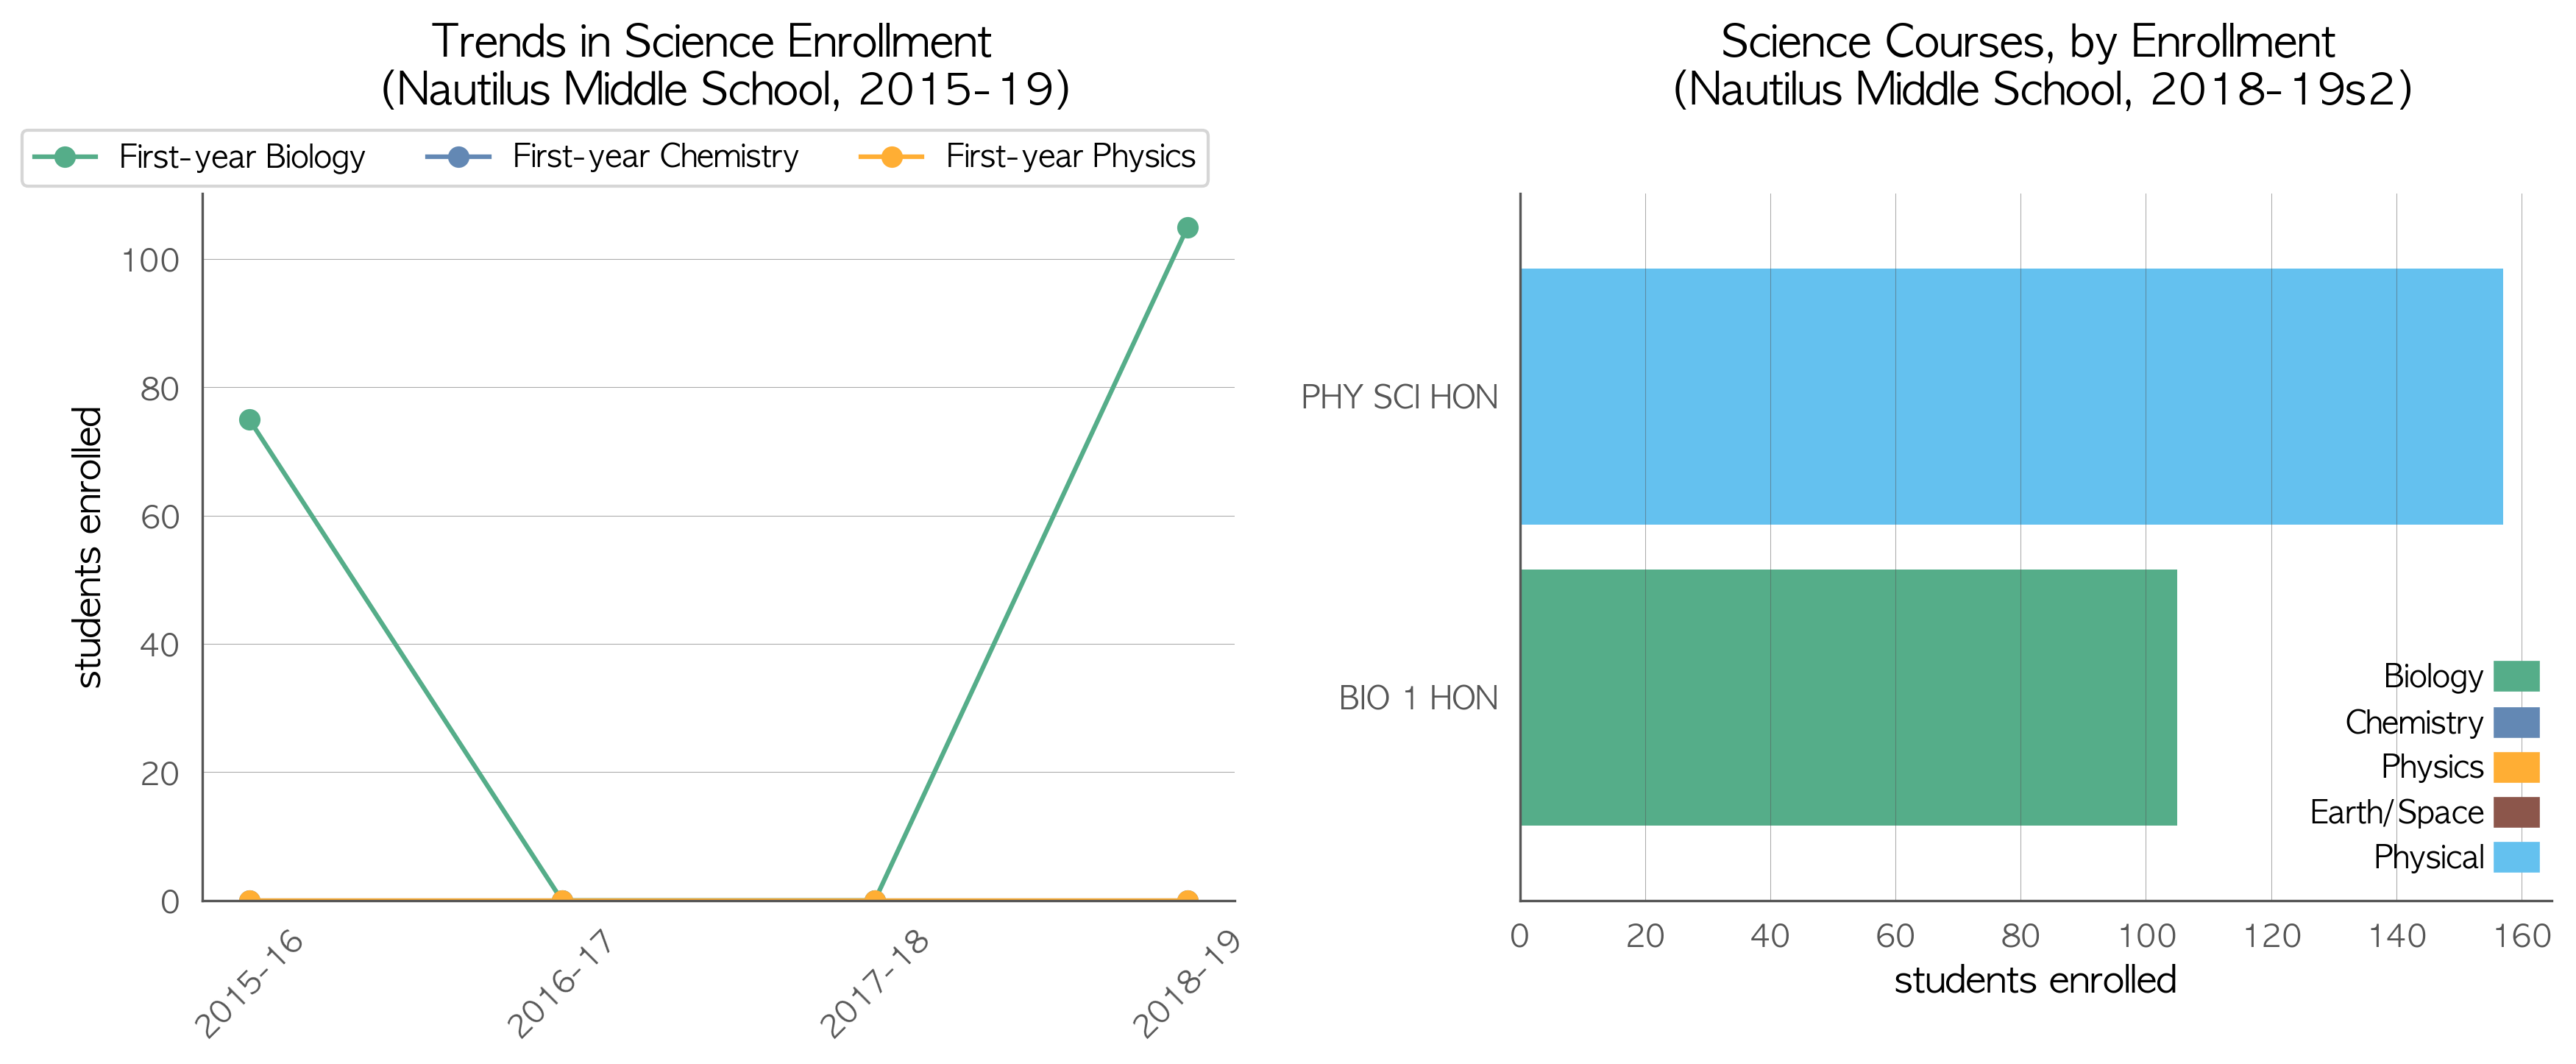 Trends in Science Enrollment
(Nautilus Middle School, 2015-19)
First-year Biology
First-year Chemistry
First-year Physics
100
80
60
40
20
0
students enrolled
2015-16
2016-17
2017-18
2018-19
Science Courses, by Enrollment
(Nautilus Middle School, 2018-19s2)
PHY SCI HON
BIO 1 HON
Biology
Chemistry
Physics
Earth/Space
Physical
0
20
40
60
80
100
120
140
160
students enrolled